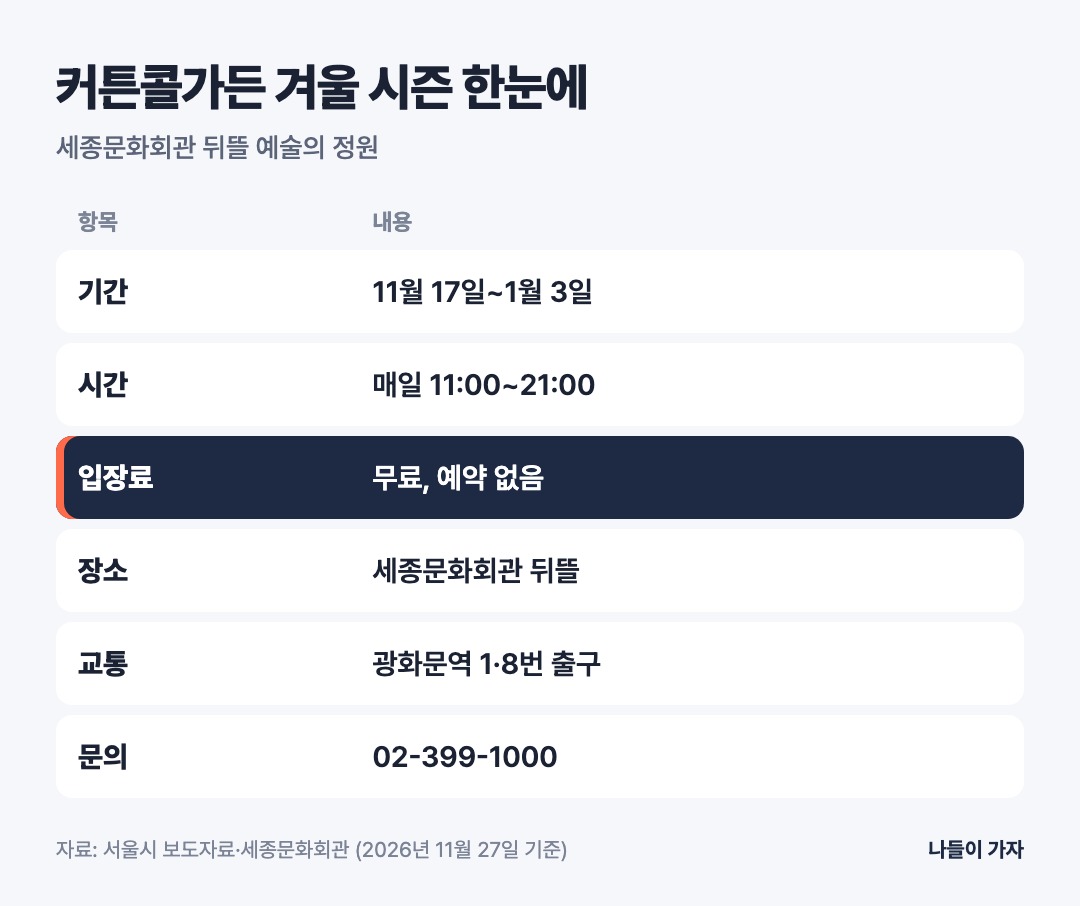 커튼콜가든 겨울 시즌 한눈에
세종문화회관 뒤뜰 예술의 정원
항목 내용
기간 11월 17일~1월 3일
시간 매일 11:00~21:00
입장료 무료, 예약 없음
장소 세종문화회관 뒤뜰
교통 광화문역 1·8번 출구
문의 02-399-1000
자료: 서울시 보도자료·세종문화회관 (2026년 11월 27일 기준) 나들이 가자